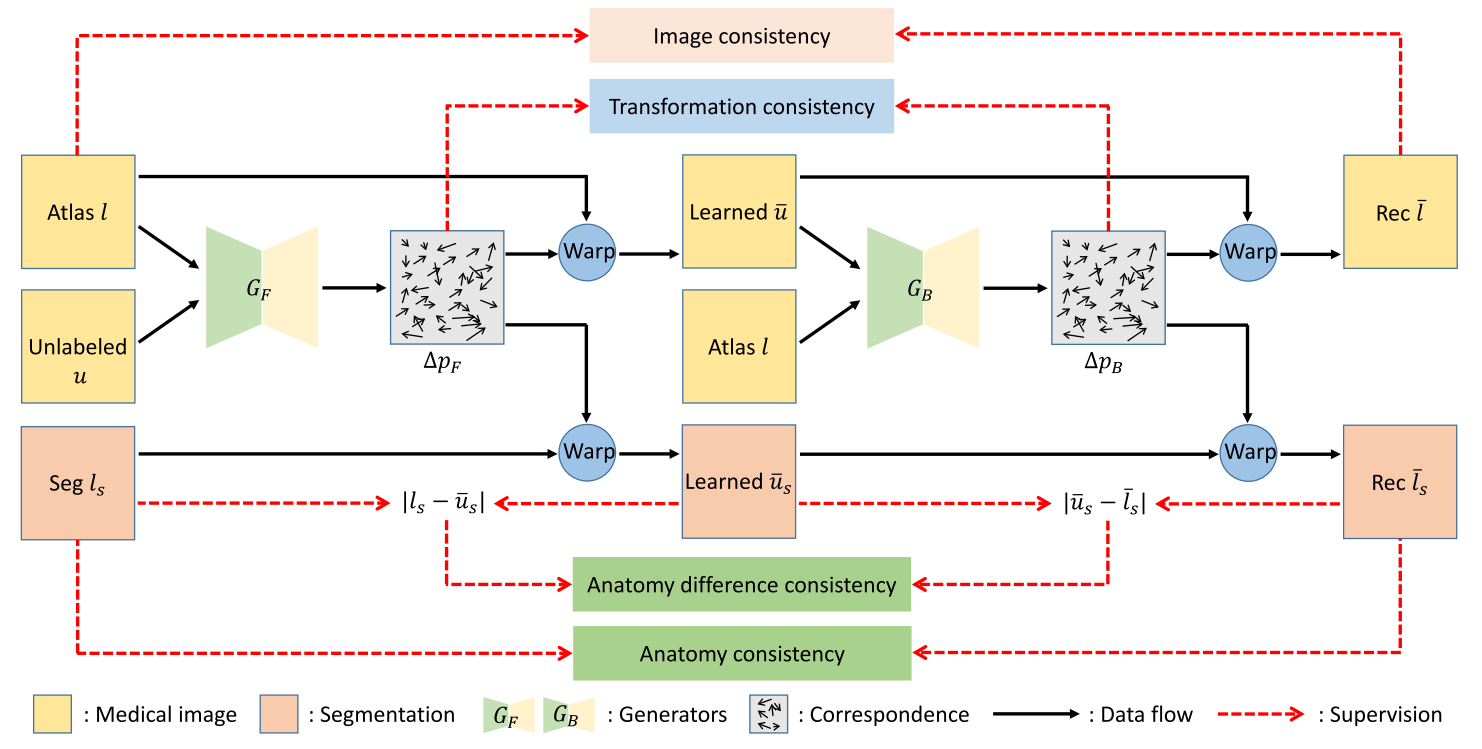 Image consistency
Transformation consistency
Atlas l
Learned ū
Rec l̄
Warp
Warp
G_F
G_B
Unlabeled
u
Atlas l
Δp_F
Δp_B
Warp
Warp
Seg l_s
Learned ū_s
Rec l̄_s
|l_s − ū_s|
|ū_s − l̄_s|
Anatomy difference consistency
Anatomy consistency
: Medical image
: Segmentation
G_F
G_B
: Generators
: Correspondence
: Data flow
: Supervision